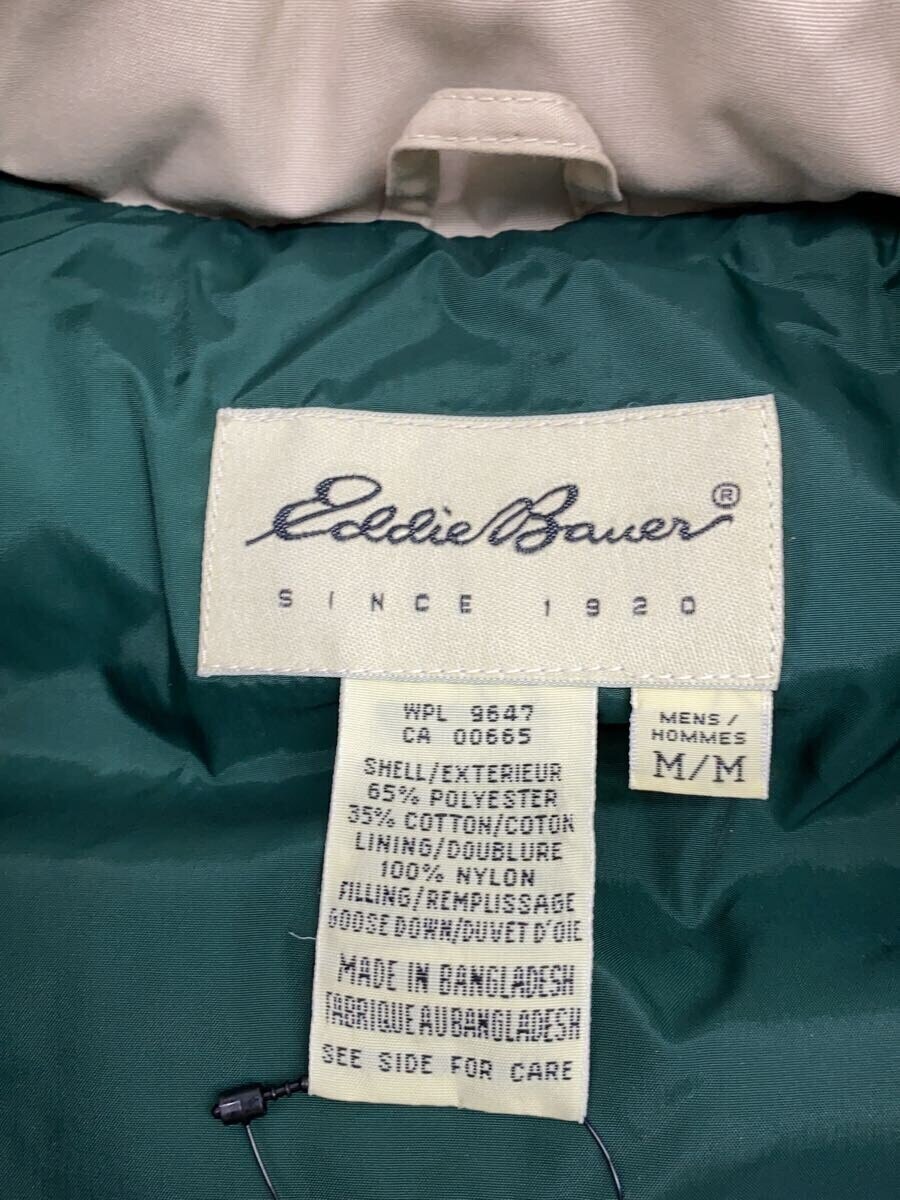 Eddie Bauer®
SINCE 1920
WPL 9647
CA 00665
SHELL/EXTERIEUR
65% POLYESTER
35% COTTON/COTON
LINING/DOUBLURE
100% NYLON
FILLING/REMPLISSAGE
GOOSE DOWN/DUVET D'OIE
MADE IN BANGLADESH
FABRIQUE AU BANGLADESH
SEE SIDE FOR CARE
MENS/
HOMMES
M/M